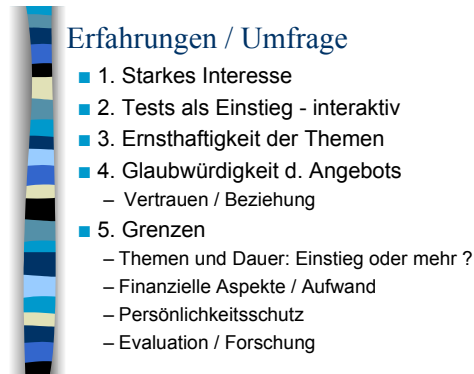 Erfahrungen / Umfrage
■ 1. Starkes Interesse
■ 2. Tests als Einstieg - interaktiv
■ 3. Ernsthaftigkeit der Themen
■ 4. Glaubwürdigkeit d. Angebots
– Vertrauen / Beziehung
■ 5. Grenzen
– Themen und Dauer: Einstieg oder mehr ?
– Finanzielle Aspekte / Aufwand
– Persönlichkeitsschutz
– Evaluation / Forschung